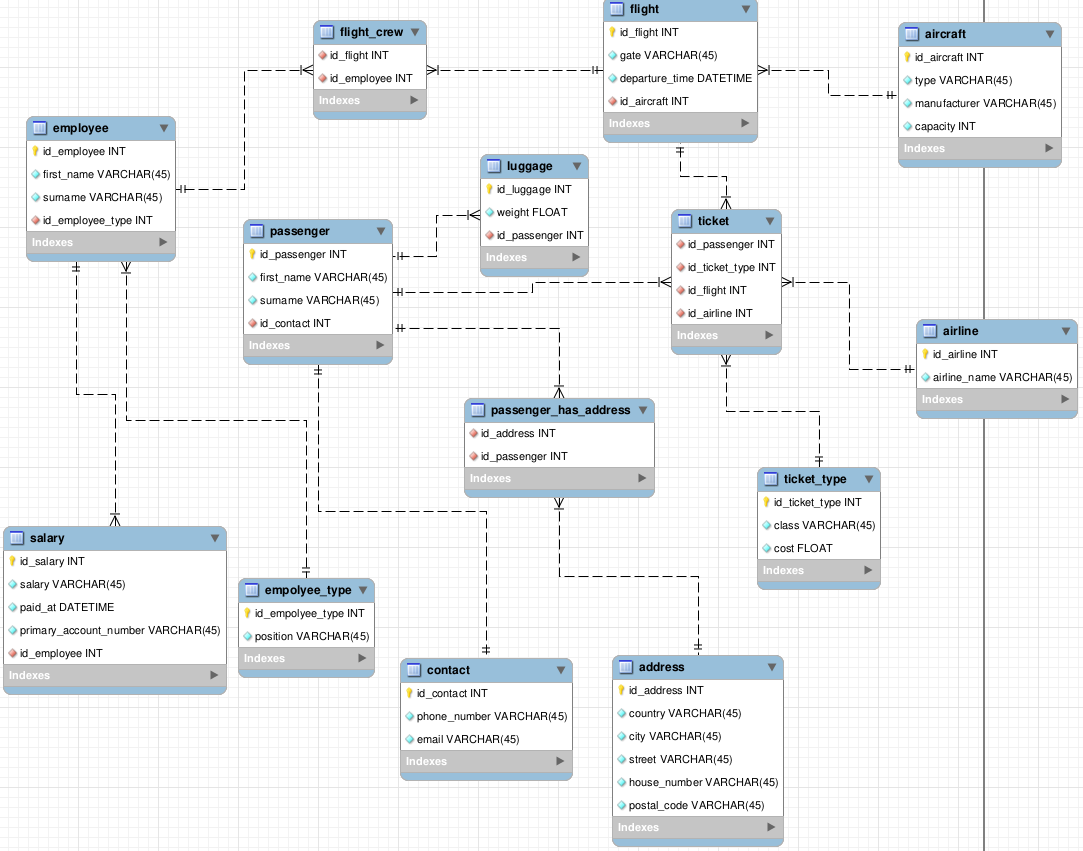 flight_crew
id_flight INT
id_employee INT
Indexes
flight
id_flight INT
gate VARCHAR(45)
departure_time DATETIME
id_aircraft INT
Indexes
aircraft
id_aircraft INT
type VARCHAR(45)
manufacturer VARCHAR(45)
capacity INT
Indexes
employee
id_employee INT
first_name VARCHAR(45)
surname VARCHAR(45)
id_employee_type INT
Indexes
luggage
id_luggage INT
weight FLOAT
id_passenger INT
Indexes
passenger
id_passenger INT
first_name VARCHAR(45)
surname VARCHAR(45)
id_contact INT
Indexes
ticket
id_passenger INT
id_ticket_type INT
id_flight INT
id_airline INT
Indexes
airline
id_airline INT
airline_name VARCHAR(45)
Indexes
passenger_has_address
id_address INT
id_passenger INT
Indexes
ticket_type
id_ticket_type INT
class VARCHAR(45)
cost FLOAT
Indexes
salary
id_salary INT
salary VARCHAR(45)
paid_at DATETIME
primary_account_number VARCHAR(45)
id_employee INT
Indexes
empolyee_type
id_empolyee_type INT
position VARCHAR(45)
Indexes
contact
id_contact INT
phone_number VARCHAR(45)
email VARCHAR(45)
Indexes
address
id_address INT
country VARCHAR(45)
city VARCHAR(45)
street VARCHAR(45)
house_number VARCHAR(45)
postal_code VARCHAR(45)
Indexes